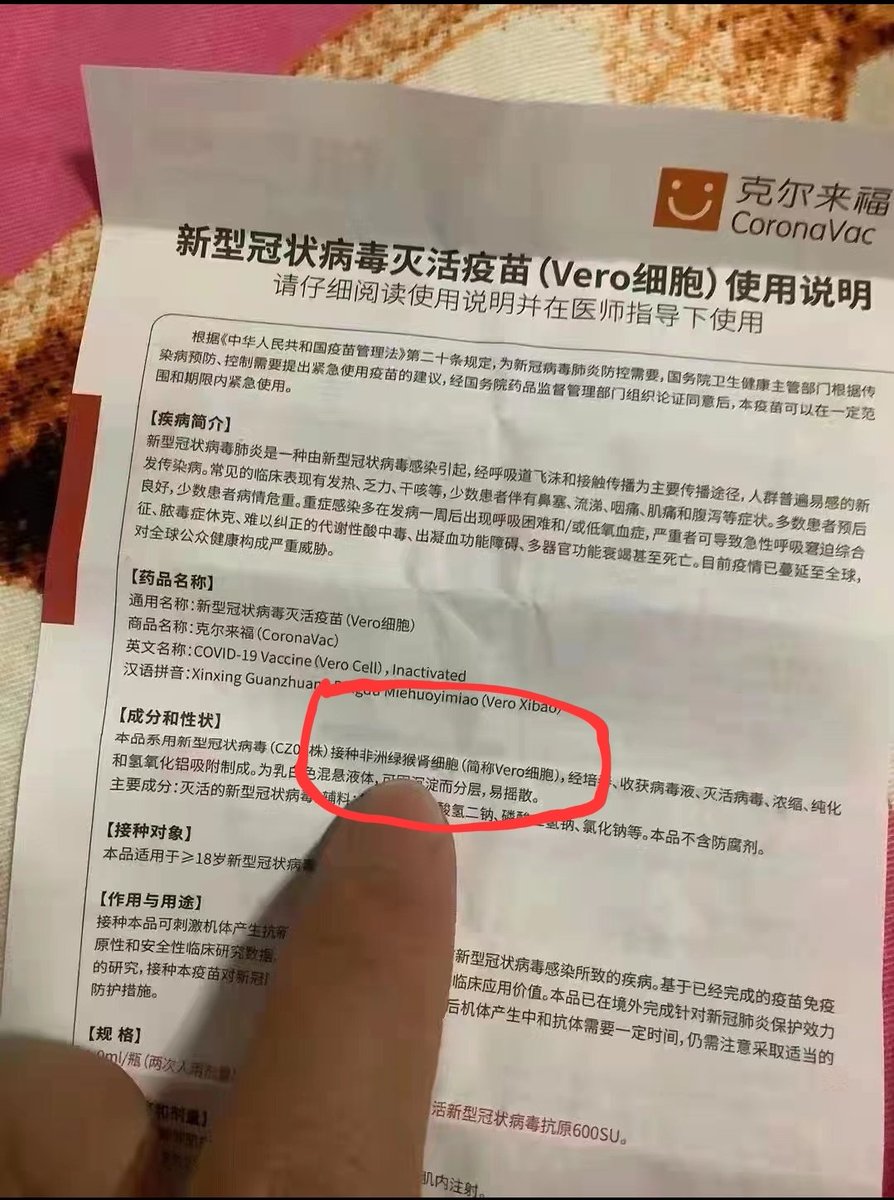 克尔来福
CoronaVac
新型冠状病毒灭活疫苗(Vero细胞)使用说明
请仔细阅读使用说明并在医师指导下使用
根据《中华人民共和国疫苗管理法》第二十条规定,为新冠病毒肺炎防控需要,国务院卫生健康主管部门根据传
染病预防、控制需要提出紧急使用疫苗的建议,经国务院药品监督管理部门组织论证同意后,本疫苗可以在一定范
围和期限内紧急使用。
【疾病简介】
新型冠状病毒肺炎是一种由新型冠状病毒感染引起,经呼吸道飞沫和接触传播为主要传播途径,人群普遍易感的新
发传染病。常见的临床表现有发热、乏力、干咳等,少数患者伴有鼻塞、流涕、咽痛、肌痛和腹泻等症状。多数患者预后
良好,少数患者病情危重。重症感染多在发病一周后出现呼吸困难和/或低氧血症,严重者可导致急性呼吸窘迫综合
征、脓毒症休克、难以纠正的代谢性酸中毒、出凝血功能障碍、多器官功能衰竭甚至死亡。目前疫情已蔓延至全球,
对全球公众健康构成严重威胁。
【药品名称】
通用名称:新型冠状病毒灭活疫苗(Vero细胞)
商品名称:克尔来福(CoronaVac)
英文名称:COVID-19 Vaccine (Vero Cell), Inactivated
汉语拼音:Xinxing Guanzhuang Miehuoyimiao (Vero Xibao)
【成分和性状】
本品系用新型冠状病毒(CZ0 株)接种非洲绿猴肾细胞(简称Vero细胞),经培养、收获病毒液、灭活病毒、浓缩、纯化
和氢氧化铝吸附制成。为乳白色混悬液体,可因沉淀而分层,易摇散。
主要成分:灭活的新型冠状病毒 辅料: 酸氢二钠、磷酸二氢钠、氯化钠等。本品不含防腐剂。
【接种对象】
本品适用于≥18岁新型冠状病毒
【作用与用途】
接种本品可刺激机体产生抗新 新型冠状病毒感染所致的疾病。基于已经完成的疫苗免疫
原性和安全性临床研究数据 临床应用价值。本品已在境外完成针对新冠肺炎保护效力
的研究,接种本疫苗对新冠 后机体产生中和抗体需要一定时间,仍需注意采取适当的
防护措施。
【规 格】
0ml/瓶(两次人用剂量) 活新型冠状病毒抗原600SU。
和剂量】
肌内注射。